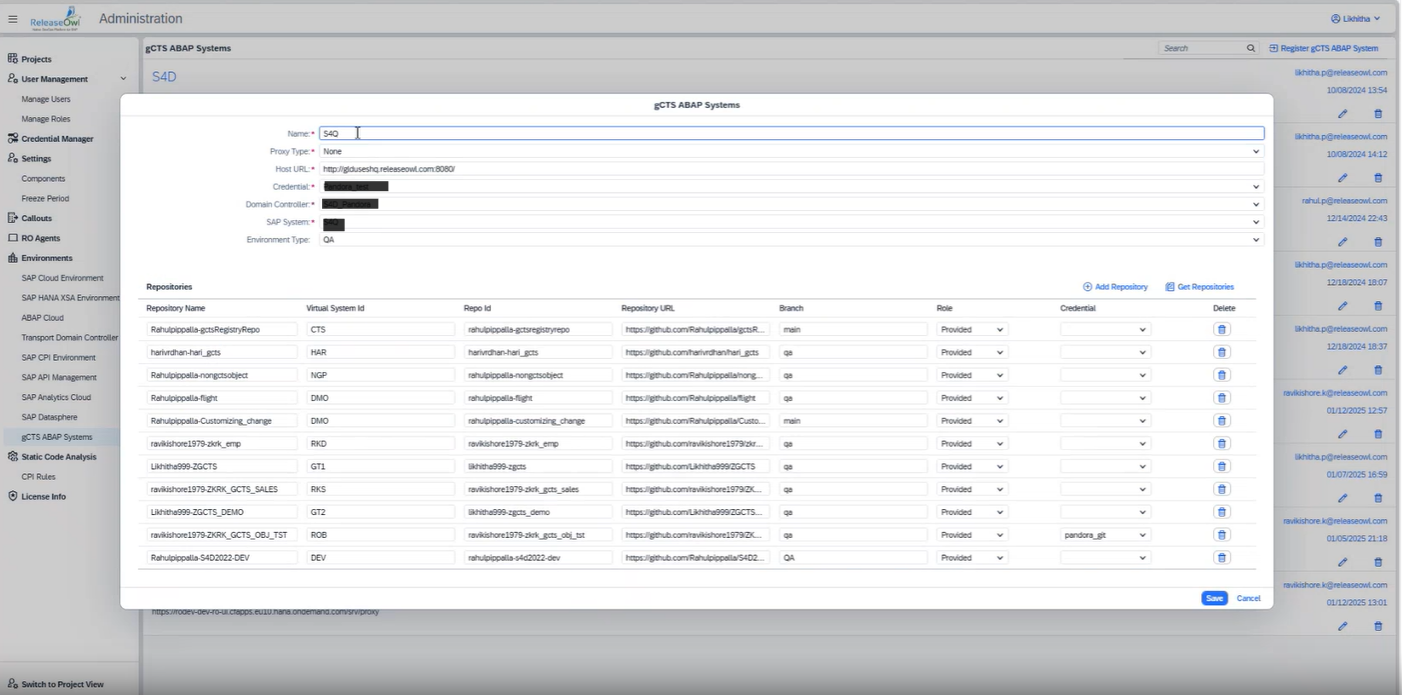 ReleaseOwl
Administration
Likhitha
Projects
User Management
Manage Users
Manage Roles
Credential Manager
Settings
Components
Freeze Period
Callouts
RO Agents
Environments
SAP Cloud Environment
SAP HANA XSA Environment
ABAP Cloud
Transport Domain Controller
SAP CPI Environment
SAP API Management
SAP Analytics Cloud
SAP Datasphere
gCTS ABAP Systems
Static Code Analysis
CPI Rules
License Info
Switch to Project View
gCTS ABAP Systems
Search
Register gCTS ABAP System
S4D
likhitha.p@releaseowl.com
10/08/2024 13:54
likhitha.p@releaseowl.com
10/08/2024 14:12
rahul.p@releaseowl.com
12/14/2024 22:43
likhitha.p@releaseowl.com
12/18/2024 18:07
likhitha.p@releaseowl.com
12/18/2024 18:37
ravikishore.k@releaseowl.com
01/12/2025 12:57
likhitha.p@releaseowl.com
01/07/2025 16:59
ravikishore.k@releaseowl.com
01/05/2025 21:18
ravikishore.k@releaseowl.com
01/12/2025 13:01
gCTS ABAP Systems
Name:* S4Q
Proxy Type:* None
Host URL:* http://glduseshq.releaseowl.com:8080/
Credential:*
Domain Controller:*
SAP System:*
Environment Type: QA
Repositories Add Repository Get Repositories
Repository Name Virtual System Id Repo Id Repository URL Branch Role Credential Delete
Rahulpippalla-gctsRegistryRepo CTS rahulpippalla-gctsregistryrepo https://github.com/Rahulpippalla/gctsR... main Provided
harivrdhan-hari_gcts HAR harivrdhan-hari_gcts https://github.com/harivrdhan/hari_gcts qa Provided
Rahulpippalla-nongctsobject NGP rahulpippalla-nongctsobject https://github.com/Rahulpippalla/nong... qa Provided
Rahulpippalla-flight DMO rahulpippalla-flight https://github.com/Rahulpippalla/flight qa Provided
Rahulpippalla-Customizing_change DMO rahulpippalla-customizing_change https://github.com/Rahulpippalla/Custo... main Provided
ravikishore1979-zkrk_emp RKD ravikishore1979-zkrk_emp https://github.com/ravikishore1979/zkr... qa Provided
Likhitha999-ZGCTS GT1 likhitha999-zgcts https://github.com/Likhitha999/ZGCTS qa Provided
ravikishore1979-ZKRK_GCTS_SALES RKS ravikishore1979-zkrk_gcts_sales https://github.com/ravikishore1979/ZK... qa Provided
Likhitha999-ZGCTS_DEMO GT2 likhitha999-zgcts_demo https://github.com/Likhitha999/ZGCTS... qa Provided
ravikishore1979-ZKRK_GCTS_OBJ_TST ROB ravikishore1979-zkrk_gcts_obj_tst https://github.com/ravikishore1979/ZK... qa Provided pandora_git
Rahulpippalla-S4D2022-DEV DEV rahulpippalla-s4d2022-dev https://github.com/Rahulpippalla/S4D2... QA Provided
Save Cancel